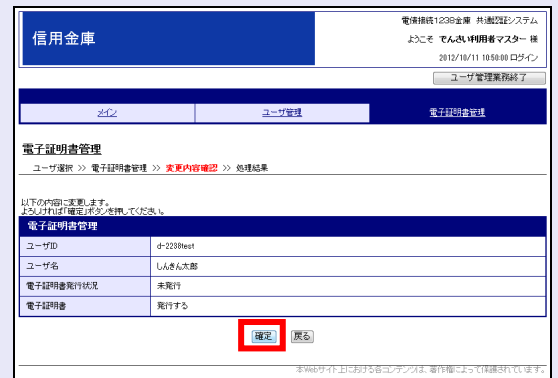 電債接続1238金庫 共通認証システム
信用金庫
ようこそ でんさい利用者マスター 様
2012/10/11 10:50:00 ログイン
ユーザ管理業務終了
メイン ユーザ管理 電子証明書管理
電子証明書管理
ユーザ選択 >> 電子証明書管理 >> 変更内容確認 >> 処理結果
以下の内容に変更します。
よろしければ「確定」ボタンを押してください。
電子証明書管理
ユーザID d-2238test
ユーザ名 しんきん太郎
電子証明書発行状況 未発行
電子証明書 発行する
確定 戻る
本Webサイト上における各コンテンツは、著作権によって保護されています。